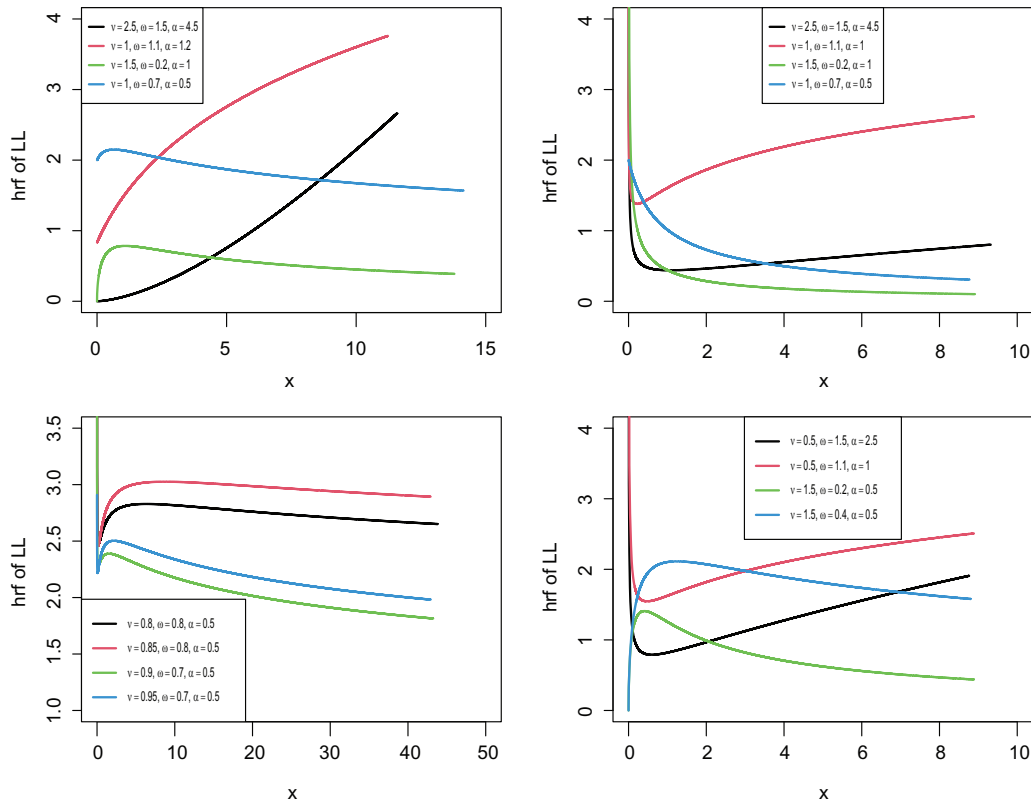 hrf of LL
0
1
2
3
4
ν = 2.5, ω = 1.5, α = 4.5
ν = 1, ω = 1.1, α = 1.2
ν = 1.5, ω = 0.2, α = 1
ν = 1, ω = 0.7, α = 0.5
0 5 10 15
x
hrf of LL
0
1
2
3
4
ν = 2.5, ω = 1.5, α = 4.5
ν = 1, ω = 1.1, α = 1
ν = 1.5, ω = 0.2, α = 1
ν = 1, ω = 0.7, α = 0.5
0 2 4 6 8 10
x
hrf of LL
1.0
1.5
2.0
2.5
3.0
3.5
ν = 0.8, ω = 0.8, α = 0.5
ν = 0.85, ω = 0.8, α = 0.5
ν = 0.9, ω = 0.7, α = 0.5
ν = 0.95, ω = 0.7, α = 0.5
0 10 20 30 40 50
x
hrf of LL
0
1
2
3
4
ν = 0.5, ω = 1.5, α = 2.5
ν = 0.5, ω = 1.1, α = 1
ν = 1.5, ω = 0.2, α = 0.5
ν = 1.5, ω = 0.4, α = 0.5
0 2 4 6 8 10
x